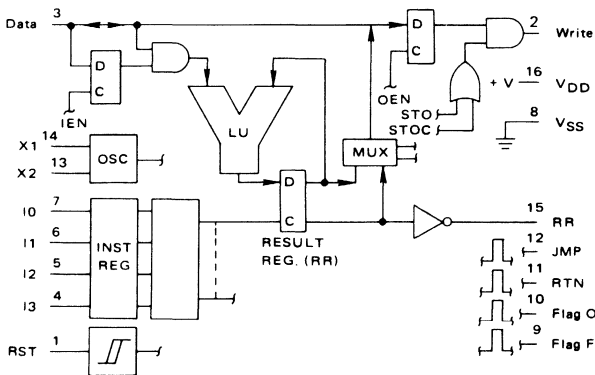 Data 3
D
C
IEN
LU
D
C
OEN
STO
STOC
2 Write
+ V 16 VDD
8 VSS
X1 14
X2 13
OSC
MUX
I0 7
I1 6
I2 5
I3 4
INST
REG
D
C
RESULT
REG. (RR)
15 RR
12 JMP
11 RTN
10 Flag O
9 Flag F
RST 1